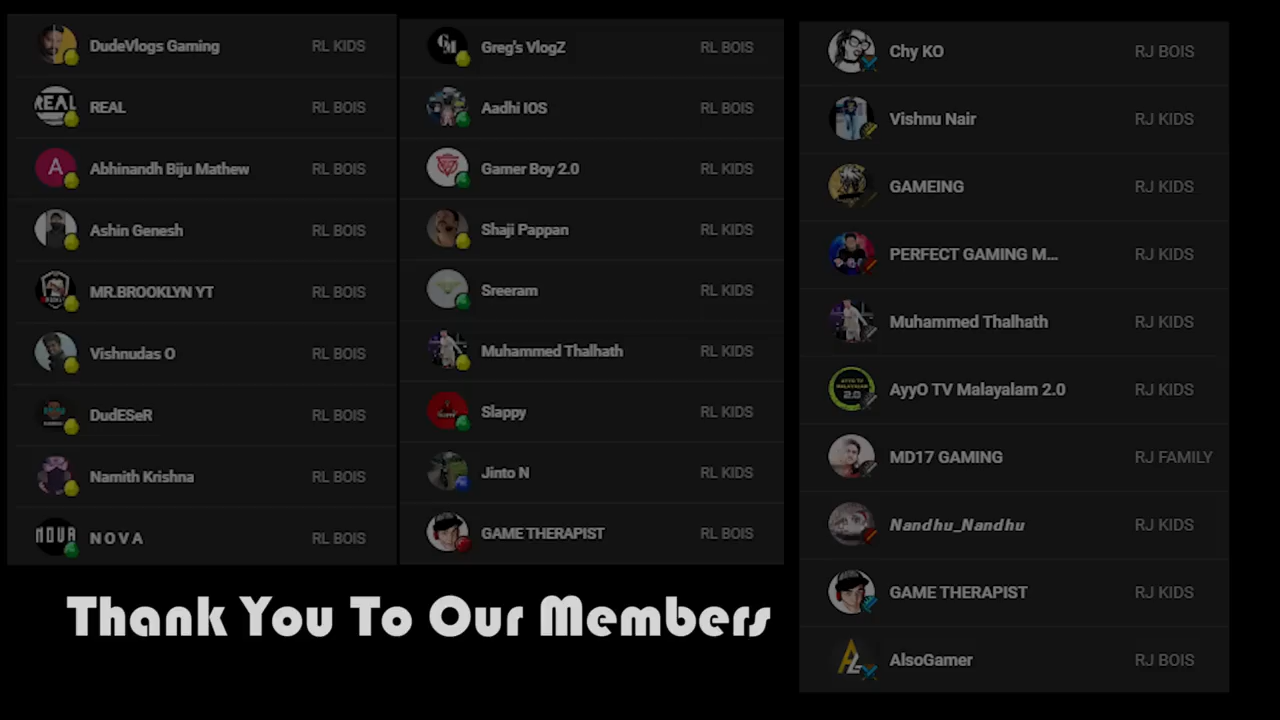 DudeVlogs Gaming RL KIDS
REAL REAL RL BOIS
A Abhinandh Biju Mathew RL BOIS
Ashin Genesh RL BOIS
MR.BROOKLYN YT RL BOIS
Vishnudas O RL BOIS
DudESeR RL BOIS
Namith Krishna RL BOIS
N O V A RL BOIS
Greg's VlogZ RL BOIS
Aadhi IOS RL BOIS
Gamer Boy 2.0 RL KIDS
Shaji Pappan RL KIDS
Sreeram RL KIDS
Muhammed Thalhath RL KIDS
Slappy RL KIDS
Jinto N RL KIDS
GAME THERAPIST RL BOIS
Chy KO RJ BOIS
Vishnu Nair RJ KIDS
GAMEING RJ KIDS
PERFECT GAMING M... RJ KIDS
Muhammed Thalhath RJ KIDS
AyyO TV Malayalam 2.0 RJ KIDS
MD17 GAMING RJ FAMILY
Nandhu_Nandhu RJ KIDS
GAME THERAPIST RJ KIDS
AlsoGamer RJ BOIS
Thank You To Our Members